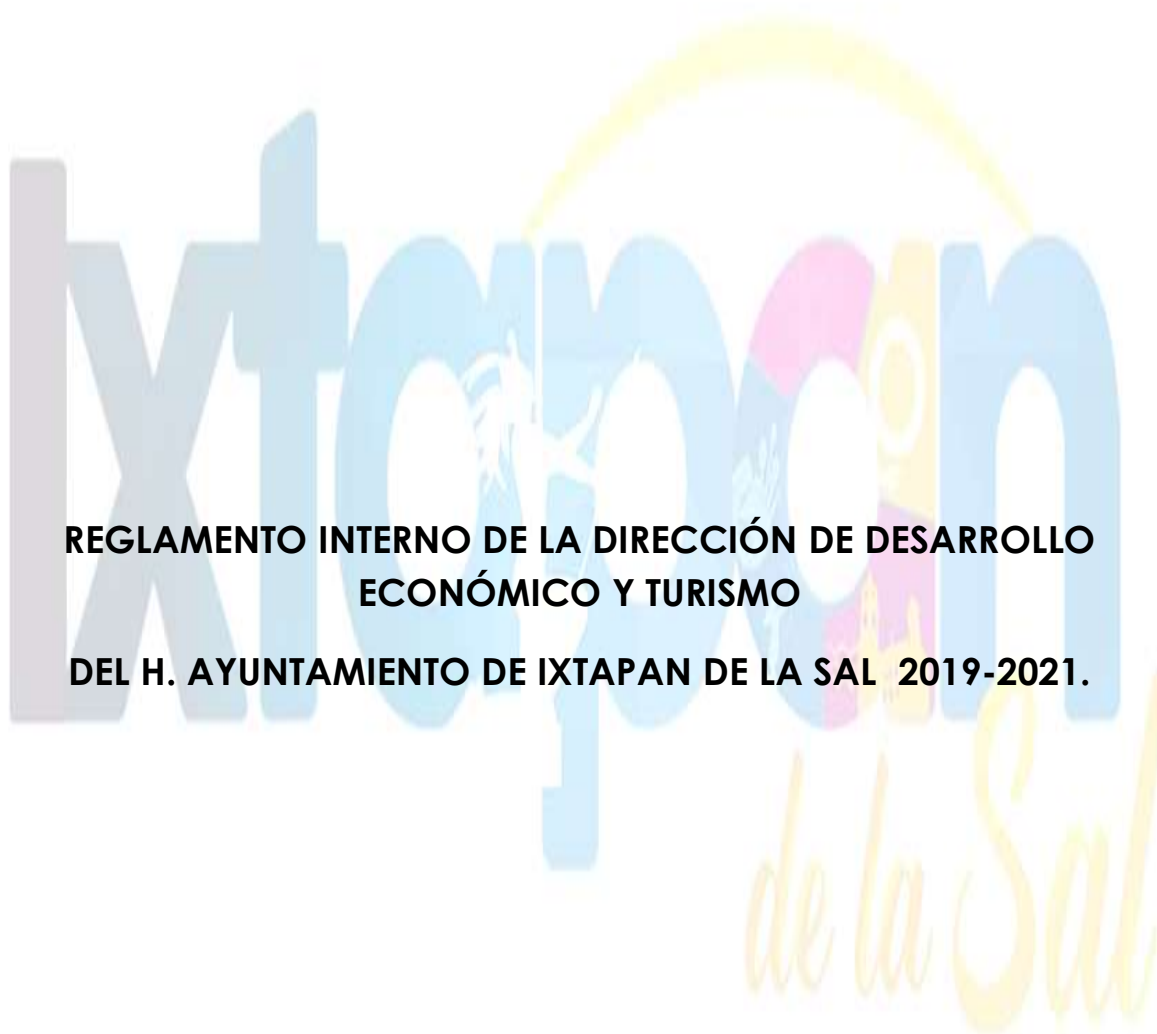 Ixtapan
de la Sal
REGLAMENTO INTERNO DE LA DIRECCIÓN DE DESARROLLO
ECONÓMICO Y TURISMO
DEL H. AYUNTAMIENTO DE IXTAPAN DE LA SAL 2019-2021.